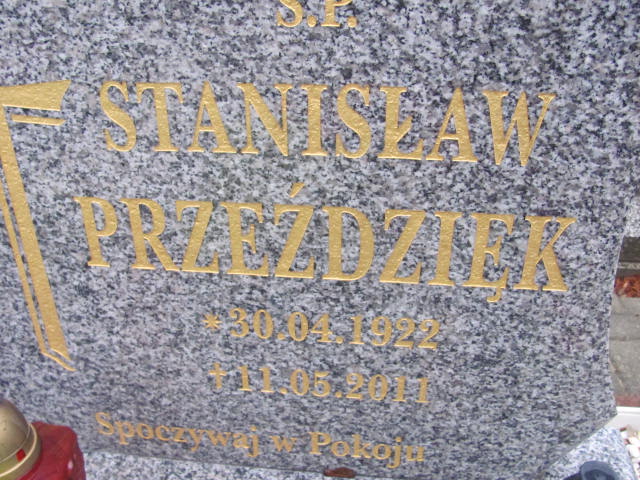 Ś.P.
STANISŁAW
PRZEŹDZIĘK
*30.04.1922
†11.05.2011
Spoczywaj w Pokoju